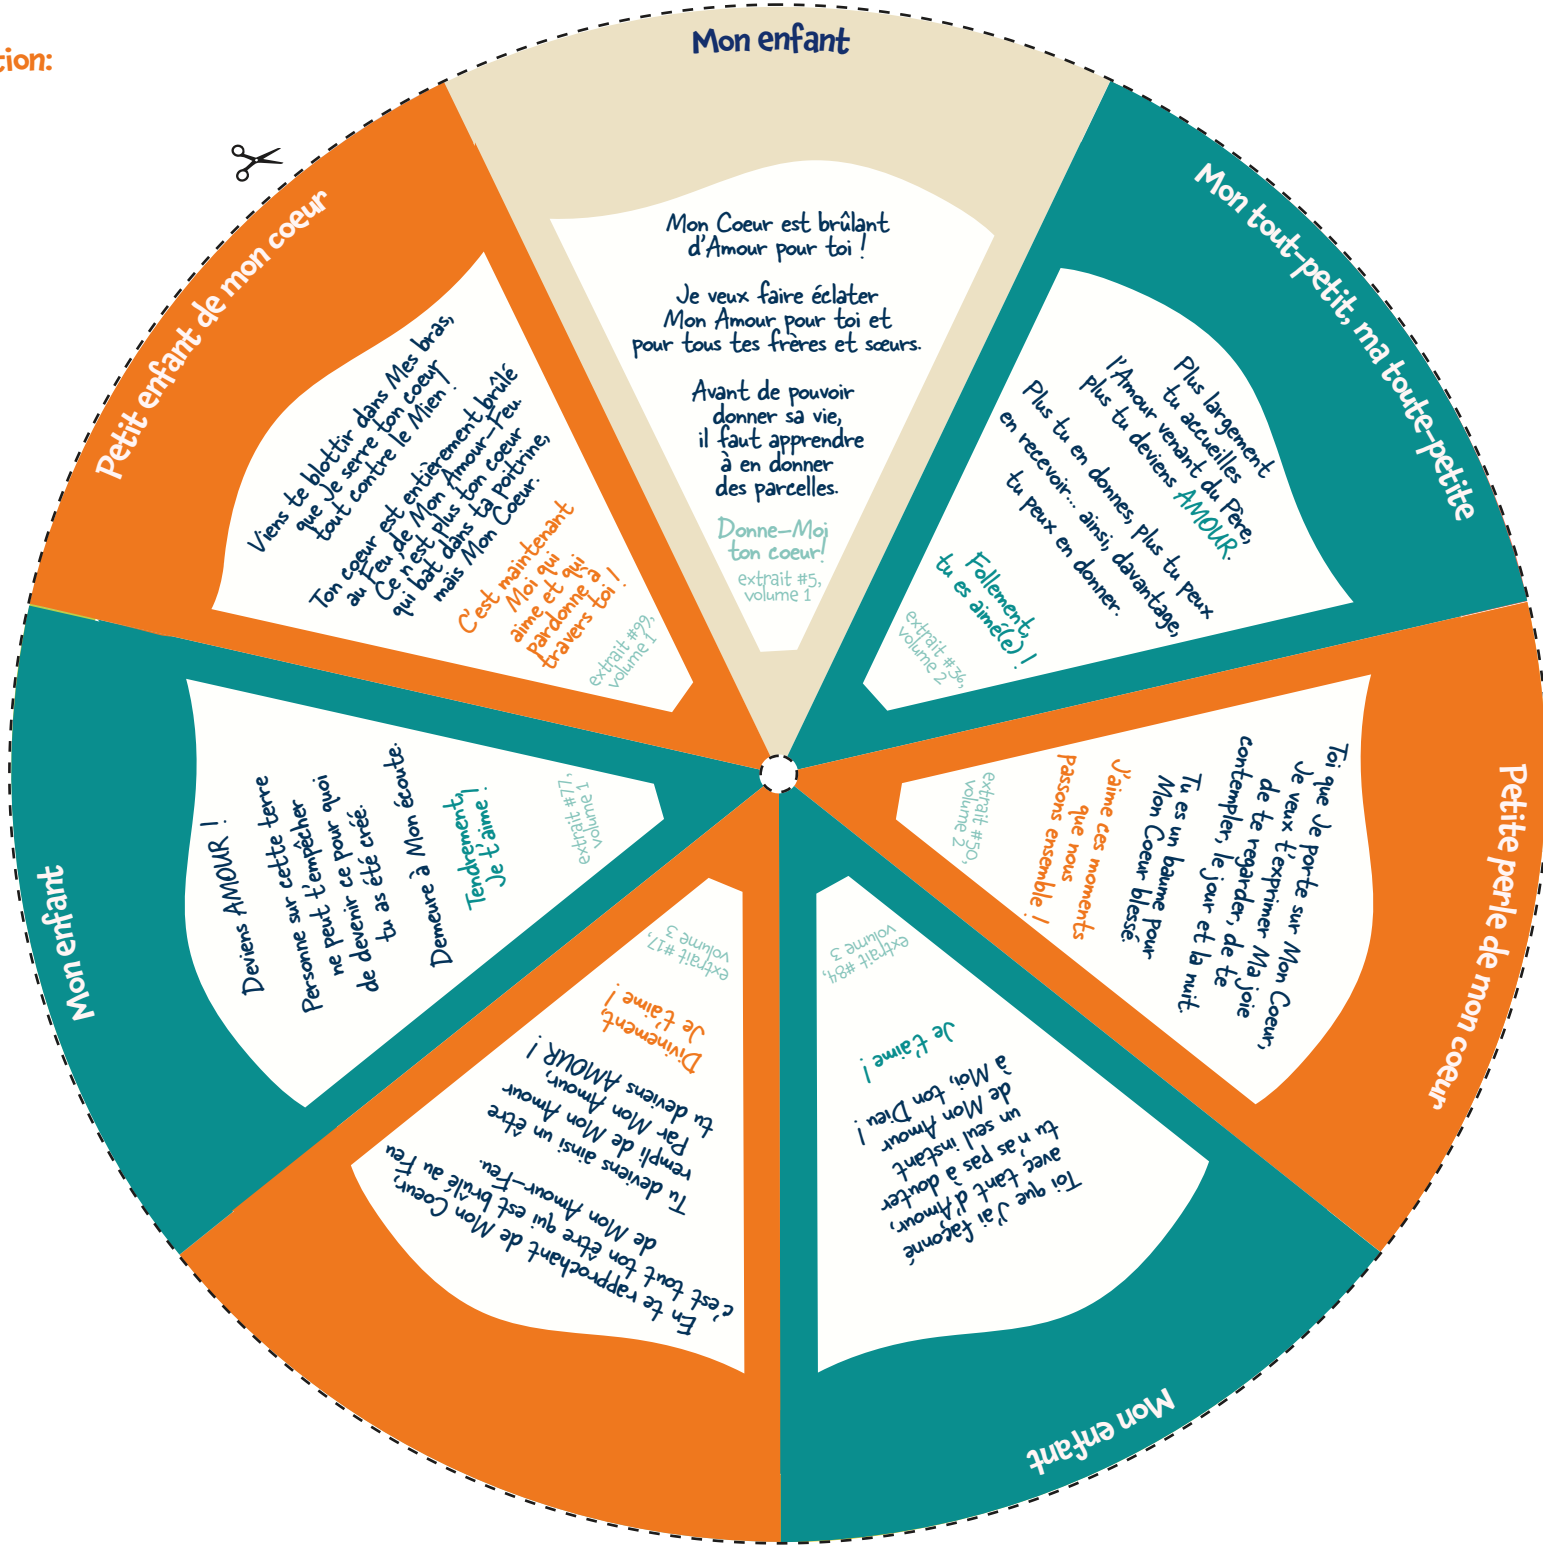 tion:
Mon enfant
Mon Coeur est brûlant
d'Amour pour toi !
Je veux faire éclater
Mon Amour pour toi et
pour tous tes frères et sœurs.
Avant de pouvoir
donner sa vie,
il faut apprendre
à en donner
des parcelles.
Donne-Moi
ton coeur!
extrait #5,
volume 1
Mon tout-petit, ma toute-petite
Plus largement
tu accueilles
l'Amour venant du Père,
plus tu deviens AMOUR.
Plus tu en donnes, plus tu peux
en recevoir... ainsi, davantage,
tu peux en donner.
Follement,
tu es aimé(e) !
extrait #36,
volume 2
Petite perle de mon coeur
Toi que Je porte sur Mon Coeur,
Je veux t'exprimer Ma joie
de te regarder, de te
contempler, le jour et la nuit.
Tu es un baume pour
Mon Coeur blessé.
J'aime ces moments
que nous
passons ensemble !
extrait #50,
volume 2
Mon enfant
Toi que J'ai façonné
avec tant d'Amour,
tu n'as pas à douter
un seul instant
de Mon Amour
à Moi, ton Dieu !
Je t'aime !
extrait #84,
volume 3
En te rapprochant de Mon Coeur,
c'est tout ton être qui est brûlé au Feu
de Mon Amour-Feu.
Tu deviens ainsi un être
rempli de Mon Amour
Par Mon Amour,
tu deviens AMOUR !
Divinement,
Je t'aime !
extrait #17,
volume 3
Mon enfant
Deviens AMOUR !
Personne sur cette terre
ne peut t'empêcher
de devenir ce pour quoi
tu as été créé.
Demeure à Mon écoute.
Tendrement,
Je t'aime !
extrait #77,
volume 1
Petit enfant de mon coeur
Viens te blottir dans Mes bras,
que Je serre ton coeur
tout contre le Mien !
Ton coeur est entièrement brûlé
au Feu de Mon Amour-Feu.
Ce n'est plus ton coeur
qui bat dans ta poitrine,
mais Mon Coeur.
C'est maintenant
Moi qui
aime et qui
pardonne à
travers toi !
extrait #99,
volume 1